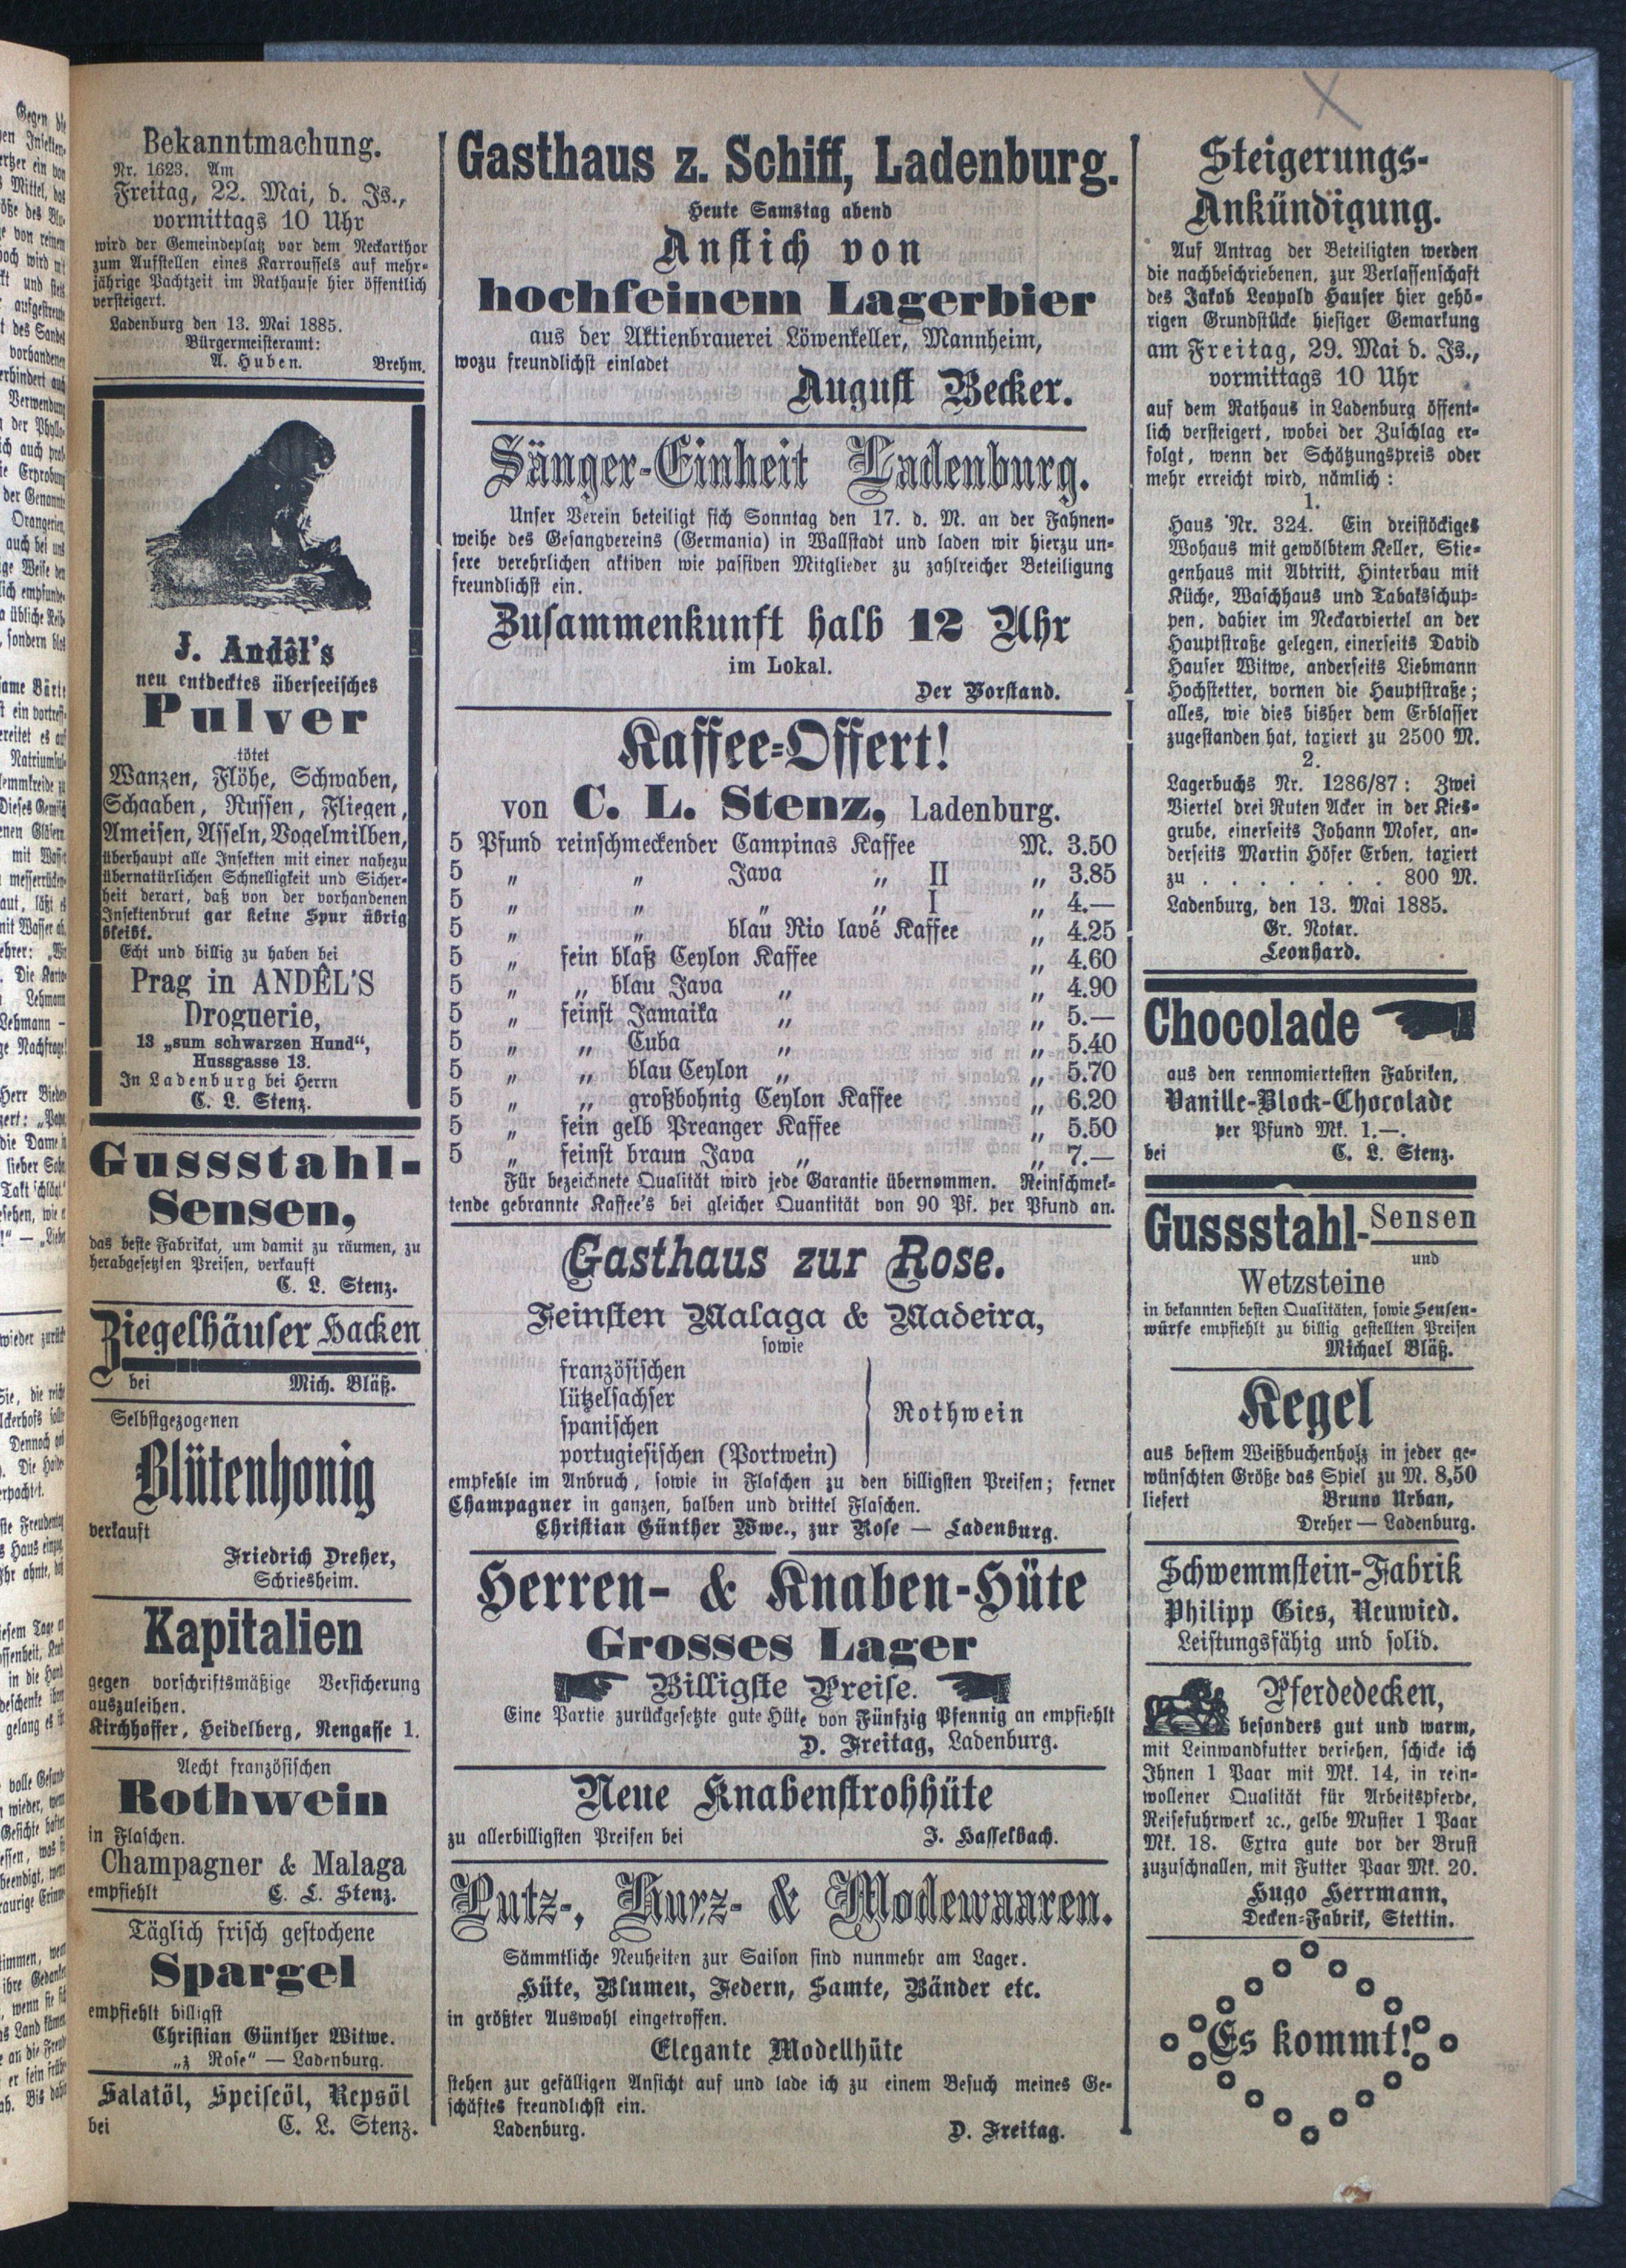 Bekanntmachung.
Nr. 1623. Am
Freitag, 22. Mai, d. Js.,
vormittags 10 Uhr
wird der Gemeindeplatz vor dem Neckarthor
zum Aufstellen eines Karroussels auf mehr-
jährige Pachtzeit im Rathause hier öffentlich
versteigert.
Ladenburg den 13. Mai 1885.
Bürgermeisteramt:
A. Huben. Brehm.
J. Andêl's
neu entdecktes überseeisches
Pulver
tötet
Wanzen, Flöhe, Schwaben,
Schaaben, Russen, Fliegen,
Ameisen, Asseln, Vogelmilben,
überhaupt alle Insekten mit einer nahezu
übernatürlichen Schnelligkeit und Sicher-
heit derart, daß von der vorhandenen
Insektenbrut gar keine Spur übrig
bleibt.
Echt und billig zu haben bei
Prag in ANDÊL'S
Droguerie,
13 „sum schwarzen Hund“,
Hussgasse 13.
In Ladenburg bei Herrn
C. L. Stenz.
Gussstahl-
Sensen,
das beste Fabrikat, um damit zu räumen, zu
herabgesetzten Preisen, verkauft
C. L. Stenz.
Ziegelhäuser Hacken
bei Mich. Bläß.
Selbstgezogenen
Blütenhonig
verkauft
Friedrich Dreher,
Schriesheim.
Kapitalien
gegen vorschriftsmäßige Versicherung
auszuleihen.
Kirchhoffer, Heidelberg, Nengasse 1.
Aecht französischen
Rothwein
in Flaschen.
Champagner & Malaga
empfiehlt C. L. Stenz.
Täglich frisch gestochene
Spargel
empfiehlt billigst
Christian Günther Witwe.
„z Rose“ — Ladenburg.
Salatöl, Speiseöl, Repsöl
bei C. L. Stenz.
Gasthaus z. Schiff, Ladenburg.
Heute Samstag abend
Anstich von
hochfeinem Lagerbier
aus der Aktienbrauerei Löwenkeller, Mannheim,
wozu freundlichst einladet
August Becker.
Sänger-Einheit Ladenburg.
Unser Verein beteiligt sich Sonntag den 17. d. M. an der Fahnen-
weihe des Gesangvereins (Germania) in Wallstadt und laden wir hierzu un-
sere verehrlichen aktiven wie passiven Mitglieder zu zahlreicher Beteiligung
freundlichst ein.
Zusammenkunft halb 12 Uhr
im Lokal.
Der Vorstand.
Kaffee-Offert!
von C. L. Stenz, Ladenburg.
5 Pfund reinschmeckender Campinas Kaffee M. 3.50
5 „ „ Java „ II „ 3.85
5 „ „ „ „ I „ 4.—
5 „ „ blau Rio lavé Kaffee „ 4.25
5 „ fein blaß Ceylon Kaffee „ 4.60
5 „ „ blau Java „ „ 4.90
5 „ feinst Jamaika „ „ 5.—
5 „ „ Cuba „ „ 5.40
5 „ „ blau Ceylon „ „ 5.70
5 „ „ großbohnig Ceylon Kaffee „ 6.20
5 „ fein gelb Preanger Kaffee „ 5.50
5 „ feinst braun Java „ „ 7.—
Für bezeichnete Qualität wird jede Garantie übernommen. Reinschmek-
tende gebrannte Kaffee's bei gleicher Quantität von 90 Pf. per Pfund an.
Gasthaus zur Rose.
Feinsten Malaga & Madeira,
sowie
französischen
lützelsachser
spanischen
portugiesischen (Portwein)
Rothwein
empfehle im Anbruch, sowie in Flaschen zu den billigsten Preisen; ferner
Champagner in ganzen, halben und drittel Flaschen.
Christian Günther Wwe., zur Rose — Ladenburg.
Herren- & Knaben-Hüte
Grosses Lager
Billigste Preise.
Eine Partie zurückgesetzte gute Hüte von Fünfzig Pfennig an empfiehlt
D. Freitag, Ladenburg.
Neue Knabenstrohhüte
zu allerbilligsten Preisen bei J. Hasselbach.
Putz-, Kurz- & Modewaaren.
Sämmtliche Neuheiten zur Saison sind nunmehr am Lager.
Hüte, Blumen, Federn, Samte, Bänder etc.
in größter Auswahl eingetroffen.
Elegante Modellhüte
stehen zur gefälligen Ansicht auf und lade ich zu einem Besuch meines Ge-
schäftes freundlichst ein.
Ladenburg. D. Freitag.
Steigerungs-
Ankündigung.
Auf Antrag der Beteiligten werden
die nachbeschriebenen, zur Verlassenschaft
des Jakob Leopold Hauser hier gehö-
rigen Grundstücke hiesiger Gemarkung
am Freitag, 29. Mai d. Js.,
vormittags 10 Uhr
auf dem Rathaus in Ladenburg öffent-
lich versteigert, wobei der Zuschlag er-
folgt, wenn der Schätzungspreis oder
mehr erreicht wird, nämlich:
1.
Haus Nr. 324. Ein dreistöckiges
Wohaus mit gewölbtem Keller, Stie-
genhaus mit Abtritt, Hinterbau mit
Küche, Waschhaus und Tabaksschup-
pen, dahier im Neckarviertel an der
Hauptstraße gelegen, einerseits David
Hauser Witwe, anderseits Liebmann
Hochstetter, vornen die Hauptstraße;
alles, wie dies bisher dem Erblasser
zugestanden hat, taxiert zu 2500 M.
2.
Lagerbuchs Nr. 1286/87: Zwei
Viertel drei Ruten Acker in der Kies-
grube, einerseits Johann Moser, an-
derseits Martin Höfer Erben, taxiert
zu . . . . . . . 800 M.
Ladenburg, den 13. Mai 1885.
Gr. Notar.
Leonhard.
Chocolade
aus den rennomiertesten Fabriken,
Vanille-Block-Chocolade
per Pfund Mk. 1.—.
bei C. L. Stenz.
Gussstahl-Sensen
und
Wetzsteine
in bekannten besten Qualitäten, sowie Sensen-
würfe empfiehlt zu billig gestellten Preisen
Michael Bläß.
Kegel
aus bestem Weißbuchenholz in jeder ge-
wünschten Größe das Spiel zu M. 8,50
liefert Bruno Urban,
Dreher — Ladenburg.
Schwemmstein-Fabrik
Philipp Gies, Neuwied.
Leistungsfähig und solid.
Pferdedecken,
besonders gut und warm,
mit Leinwandfutter versehen, schicke ich
Ihnen 1 Paar mit Mk. 14, in rein-
wollener Qualität für Arbeitspferde,
Reisefuhrwerk ꝛc., gelbe Muster 1 Paar
Mk. 18. Extra gute vor der Brust
zuzuschnallen, mit Futter Paar Mk. 20.
Hugo Herrmann,
Decken-Fabrik, Stettin.
Es kommt!